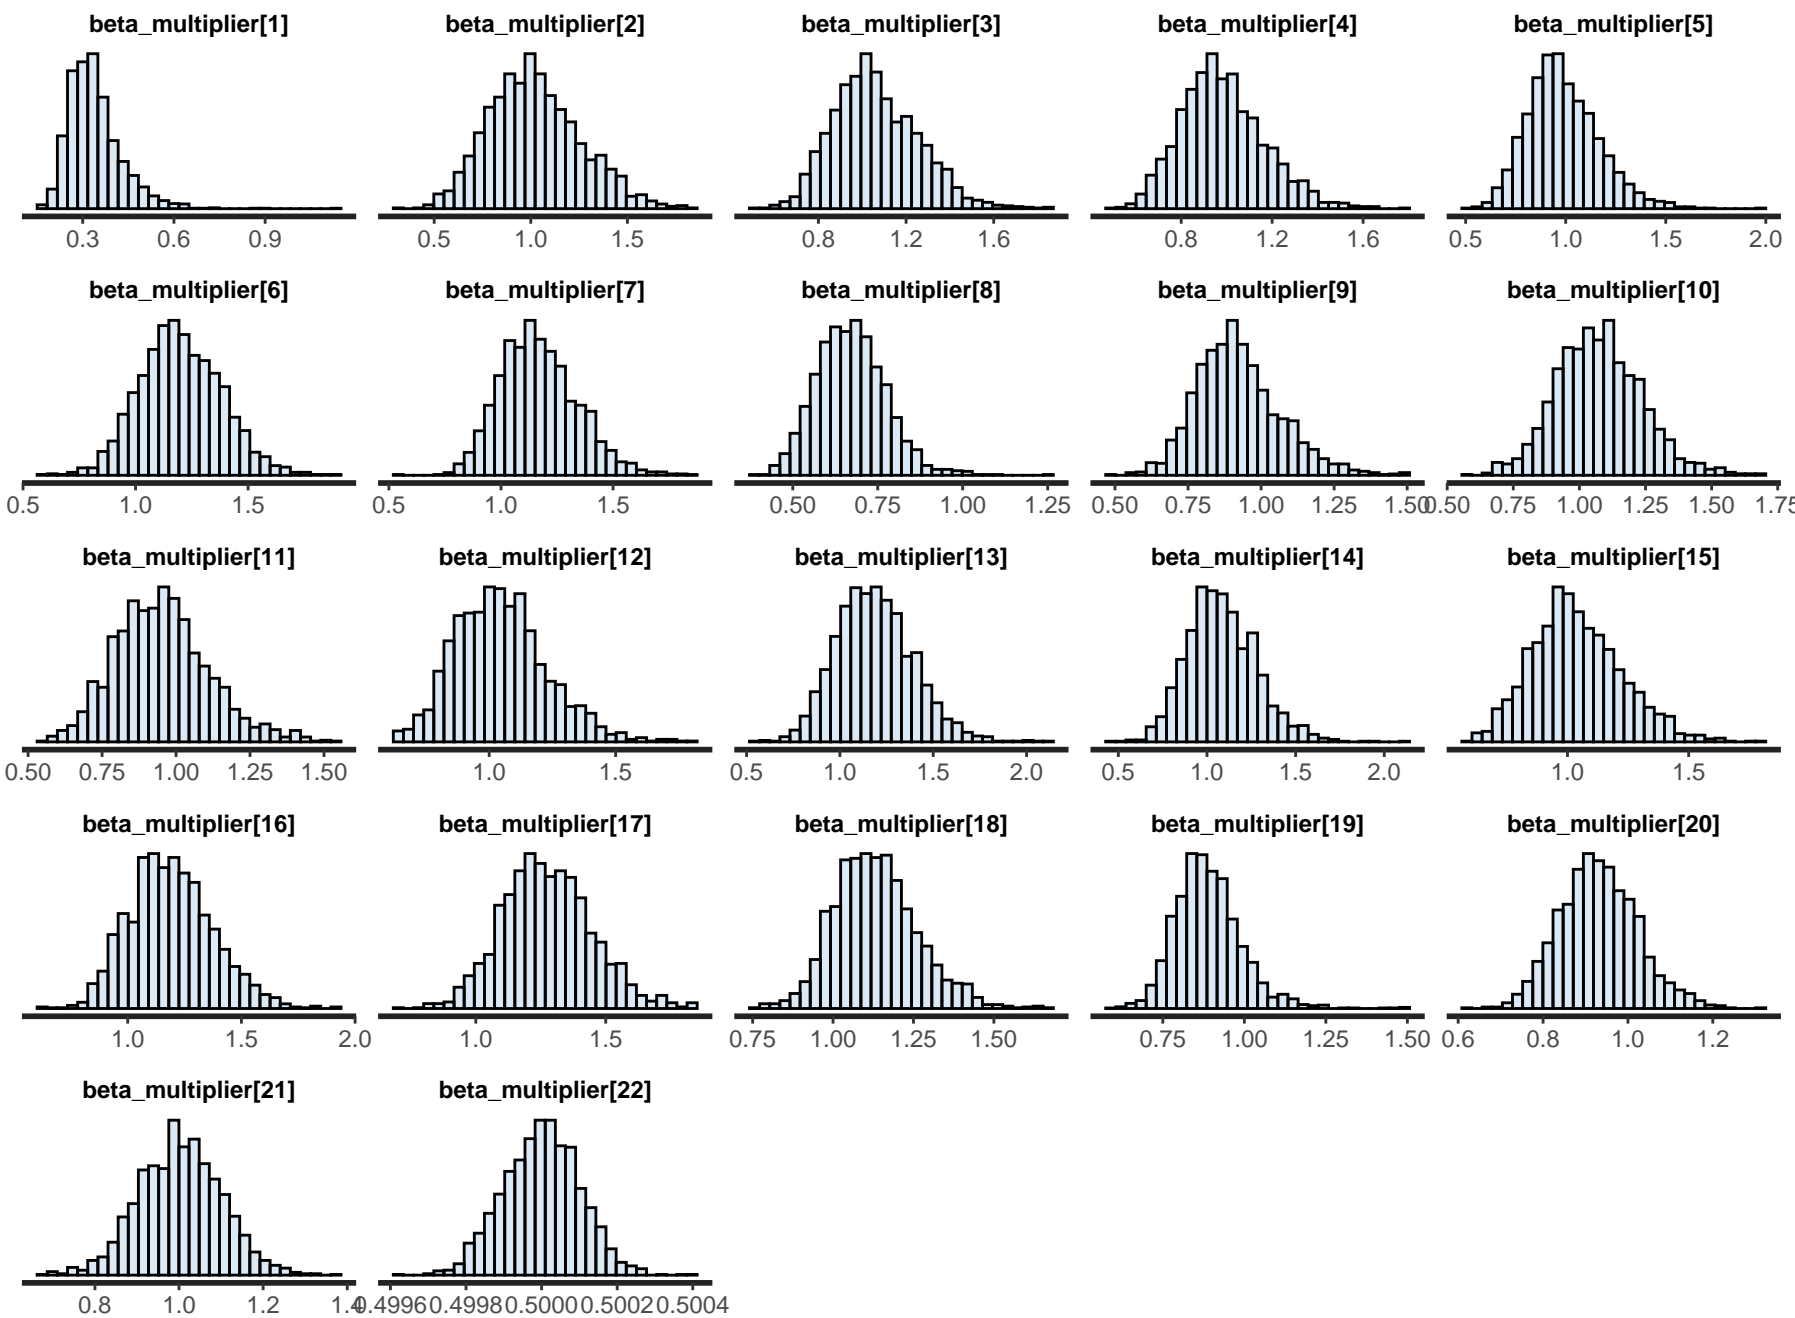 beta_multiplier[1] beta_multiplier[2] beta_multiplier[3] beta_multiplier[4] beta_multiplier[5]
0.3 0.6 0.9 0.5 1.0 1.5 0.8 1.2 1.6 0.8 1.2 1.6 0.5 1.0 1.5 2.0
beta_multiplier[6] beta_multiplier[7] beta_multiplier[8] beta_multiplier[9] beta_multiplier[10]
0.5 1.0 1.5 0.5 1.0 1.5 0.50 0.75 1.00 1.25 0.50 0.75 1.00 1.25 1.50 0.50 0.75 1.00 1.25 1.50 1.75
beta_multiplier[11] beta_multiplier[12] beta_multiplier[13] beta_multiplier[14] beta_multiplier[15]
0.50 0.75 1.00 1.25 1.50 1.0 1.5 0.5 1.0 1.5 2.0 0.5 1.0 1.5 2.0 1.0 1.5
beta_multiplier[16] beta_multiplier[17] beta_multiplier[18] beta_multiplier[19] beta_multiplier[20]
1.0 1.5 2.0 1.0 1.5 0.75 1.00 1.25 1.50 0.75 1.00 1.25 1.50 0.6 0.8 1.0 1.2
beta_multiplier[21] beta_multiplier[22]
0.8 1.0 1.2 1.4 0.4996 0.4998 0.5000 0.5002 0.5004